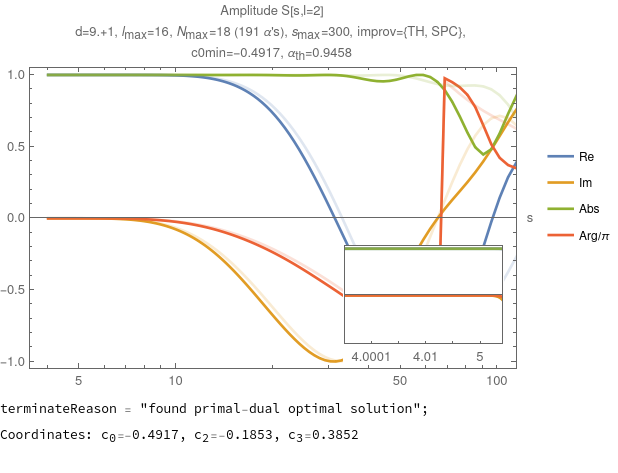 Amplitude S[s,l=2]
d=9.+1, lmax=16, Nmax=18 (191 α's), smax=300, improv={TH, SPC},
c0min=-0.4917, αth=0.9458
1.0
0.5
0.0
-0.5
-1.0
s
Re
Im
Abs
Arg/π
4.0001 4.01 5
5 10 50 100
terminateReason = "found primal-dual optimal solution";
Coordinates: c0=-0.4917, c2=-0.1853, c3=0.3852